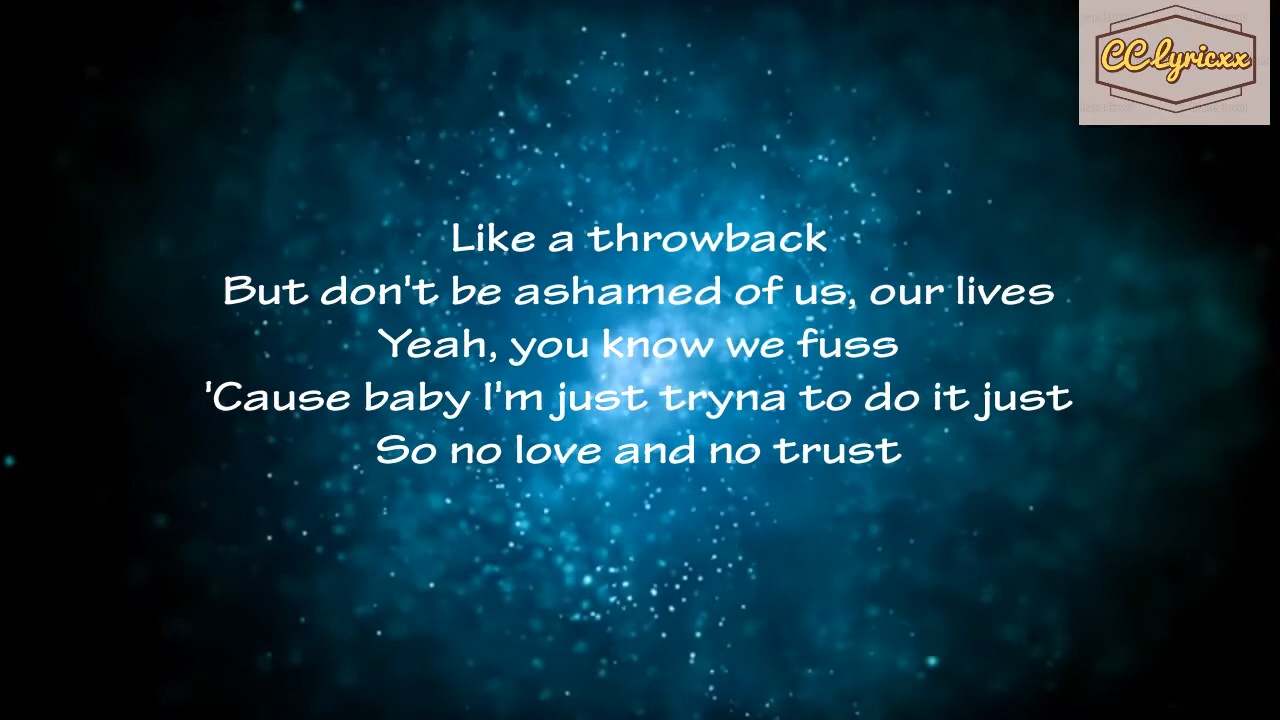 CCLyricxx
Like a throwback
But don't be ashamed of us, our lives
Yeah, you know we fuss
'Cause baby I'm just tryna to do it just
So no love and no trust